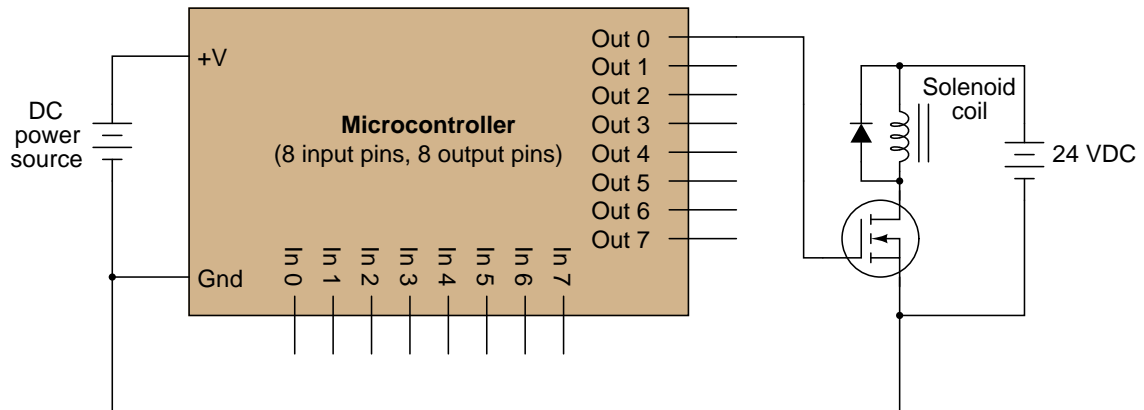 Out 0
+V
Out 1
Out 2
Solenoid
coil
DC
power
source
Microcontroller
Out 3
(8 input pins, 8 output pins)
Out 4
24 VDC
Out 5
Out 6
Out 7
Gnd
In 0
In 1
In 2
In 3
In 4
In 5
In 6
In 7